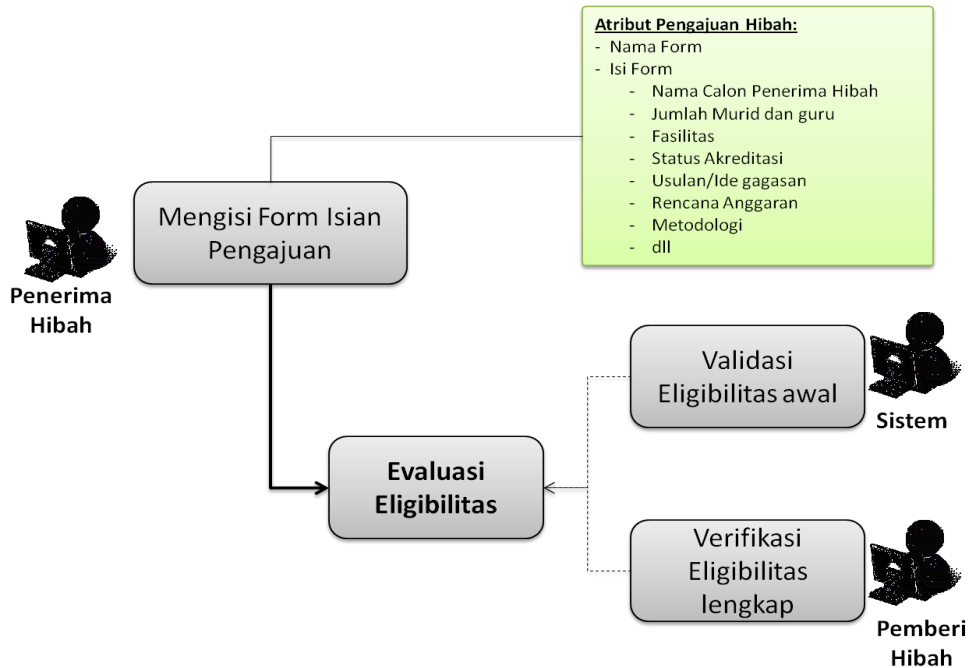 Atribut Pengajuan Hibah:
- Nama Form
- Isi Form
- Nama Calon Penerima Hibah
- Jumlah Murid dan guru
- Fasilitas
- Status Akreditasi
- Usulan/Ide gagasan
- Rencana Anggaran
- Metodologi
- dll
Mengisi Form Isian
Pengajuan
Penerima
Hibah
Validasi
Eligibilitas awal
Sistem
Evaluasi
Eligibilitas
Verifikasi
Eligibilitas
lengkap
Pemberi
Hibah